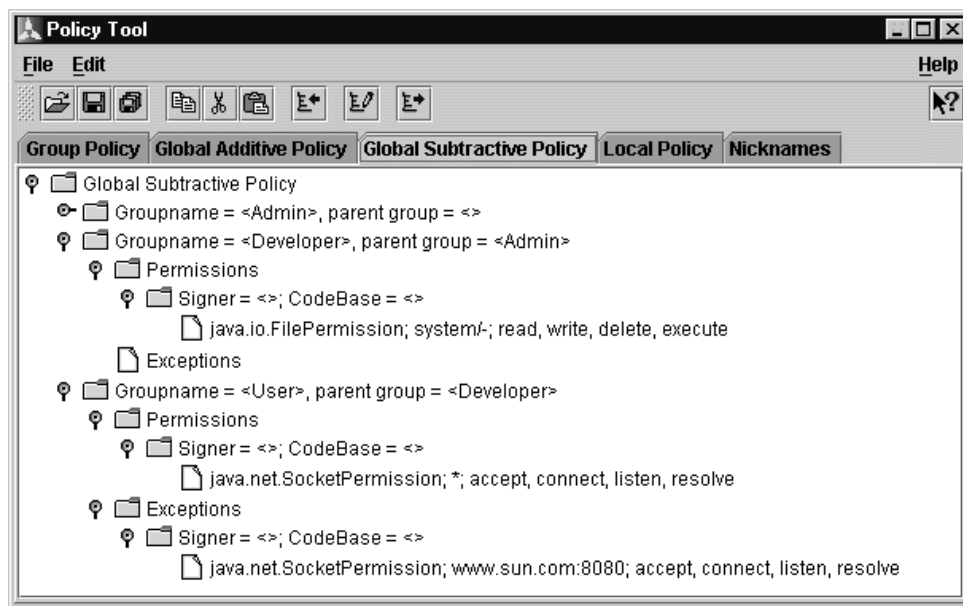 Policy Tool
File Edit Help
Group Policy Global Additive Policy Global Subtractive Policy Local Policy Nicknames
Global Subtractive Policy
Groupname = <Admin>, parent group = <>
Groupname = <Developer>, parent group = <Admin>
Permissions
Signer = <>; CodeBase = <>
java.io.FilePermission; system/-; read, write, delete, execute
Exceptions
Groupname = <User>, parent group = <Developer>
Permissions
Signer = <>; CodeBase = <>
java.net.SocketPermission; *; accept, connect, listen, resolve
Exceptions
Signer = <>; CodeBase = <>
java.net.SocketPermission; www.sun.com:8080; accept, connect, listen, resolve